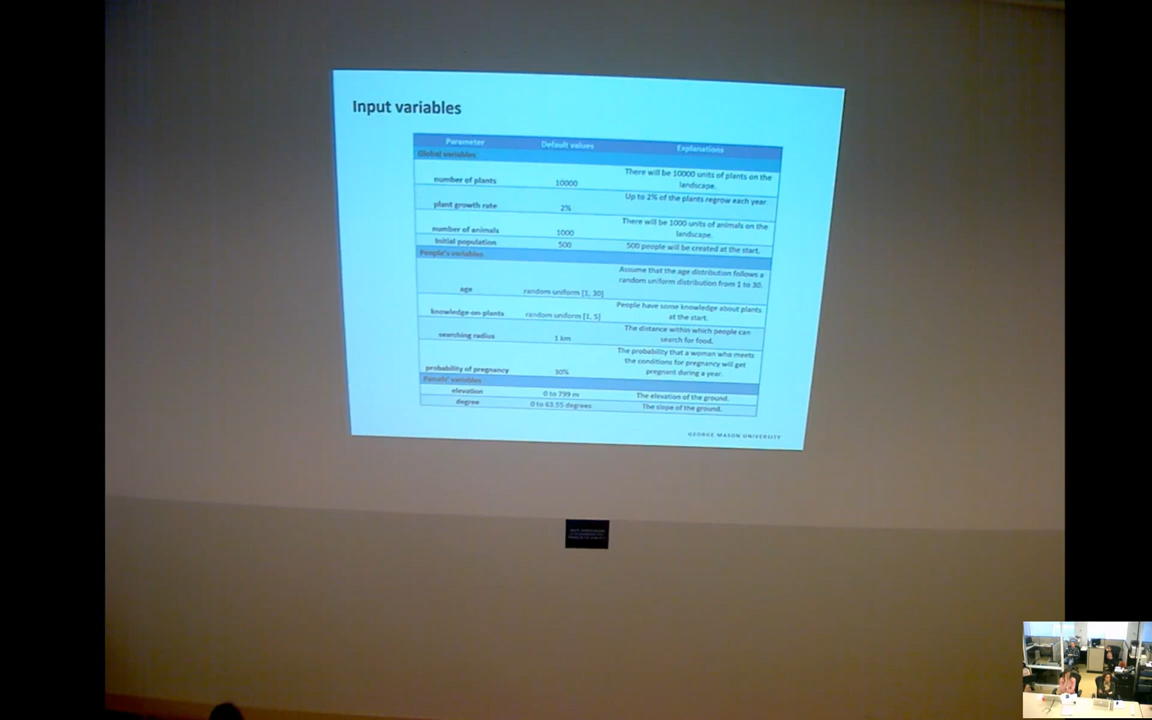 Input variables
Parameter Default values Explanations
Global variables
number of plants 10000 There will be 10000 units of plants on the
landscape.
plant growth rate 2% Up to 2% of the plants regrow each year
number of animals 1000 There will be 1000 units of animals on the
landscape.
Initial population 500 500 people will be created at the start.
People's variables
age random uniform [1, 30] Assume that the age distribution follows a
random uniform distribution from 1 to 30.
knowledge on plants random uniform [1, 5] People have some knowledge about plants
at the start.
searching radius 1 km The distance within which people can
search for food.
probability of pregnancy 30% The probability that a woman who meets
the conditions for pregnancy will get
pregnant during a year.
variables
elevation 0 to 799 m The elevation of the ground.
degree 0 to 63.55 degrees The slope of the ground.
GEORGE MASON UNIVERSITY